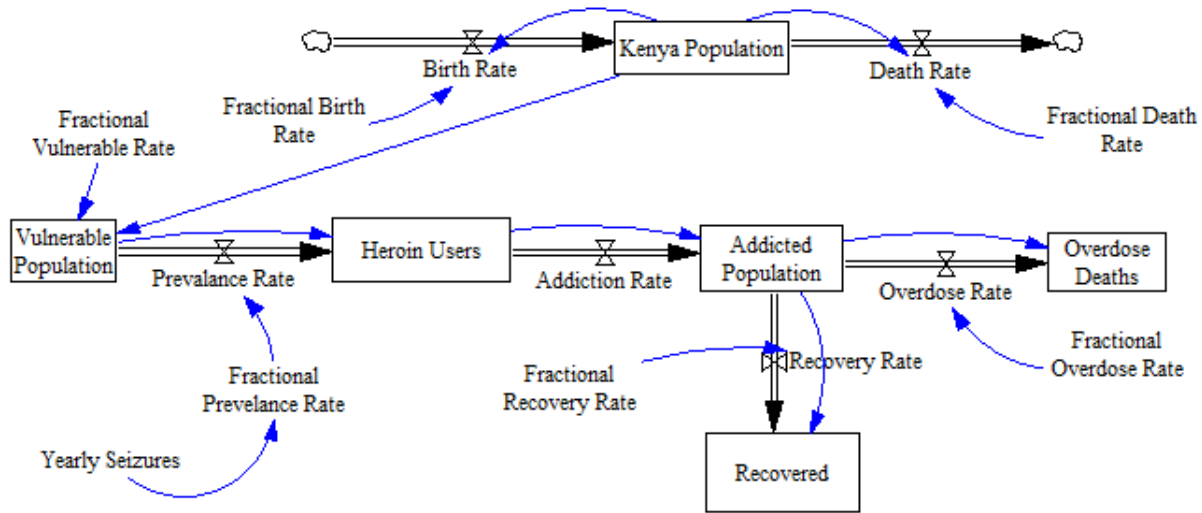 Kenya Population
Birth Rate
Death Rate
Fractional Birth
Rate
Fractional Death
Rate
Fractional
Vulnerable Rate
Vulnerable
Population
Prevalance Rate
Heroin Users
Addiction Rate
Addicted
Population
Overdose Rate
Overdose
Deaths
Fractional
Prevelance Rate
Yearly Seizures
Fractional
Recovery Rate
Recovery Rate
Fractional
Overdose Rate
Recovered